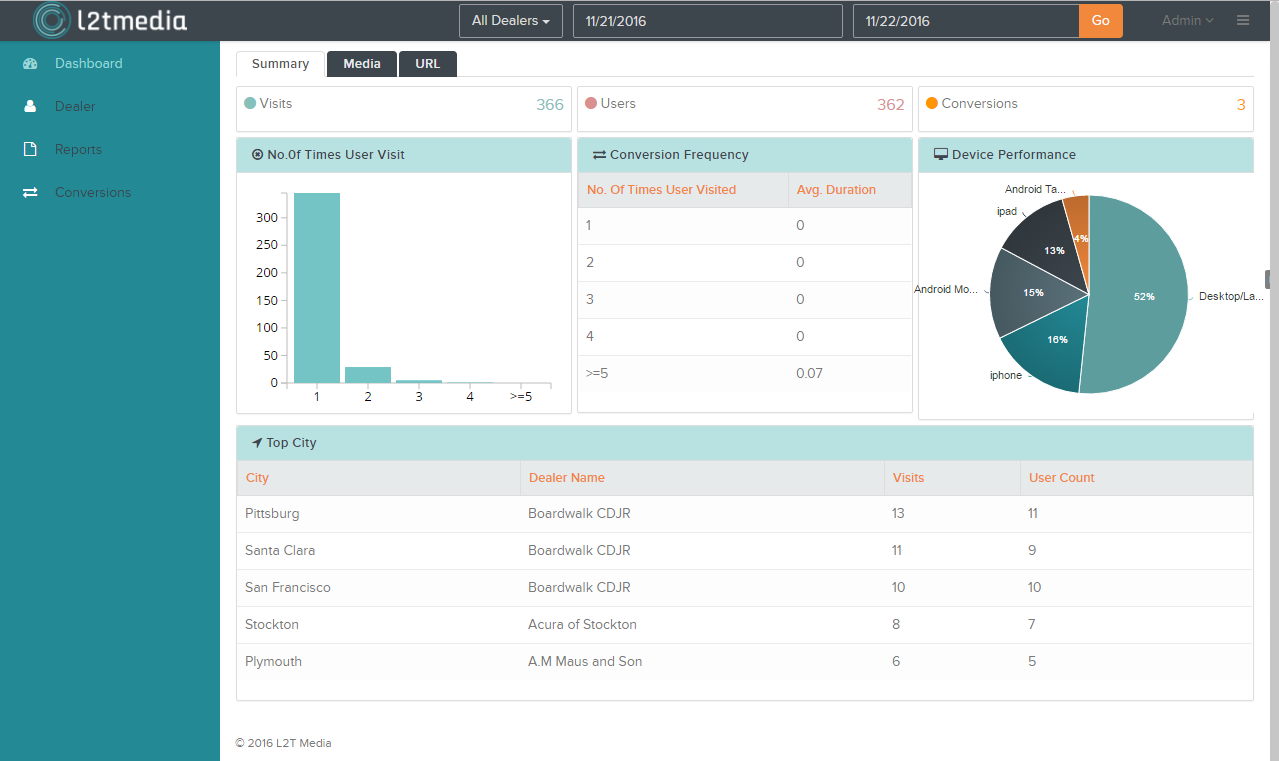 l2tmedia
All Dealers
11/21/2016
11/22/2016
Go
Admin
Dashboard
Dealer
Reports
Conversions
Summary
Media
URL
Visits 366
Users 362
Conversions 3
No.0f Times User Visit
300
250
200
150
100
50
0
1 2 3 4 >=5
Conversion Frequency
No. Of Times User Visited Avg. Duration
1 0
2 0
3 0
4 0
>=5 0.07
Device Performance
Android Ta...
ipad
Android Mo...
iphone
Desktop/La...
4%
13%
15%
16%
52%
Top City
City Dealer Name Visits User Count
Pittsburg Boardwalk CDJR 13 11
Santa Clara Boardwalk CDJR 11 9
San Francisco Boardwalk CDJR 10 10
Stockton Acura of Stockton 8 7
Plymouth A.M Maus and Son 6 5
© 2016 L2T Media